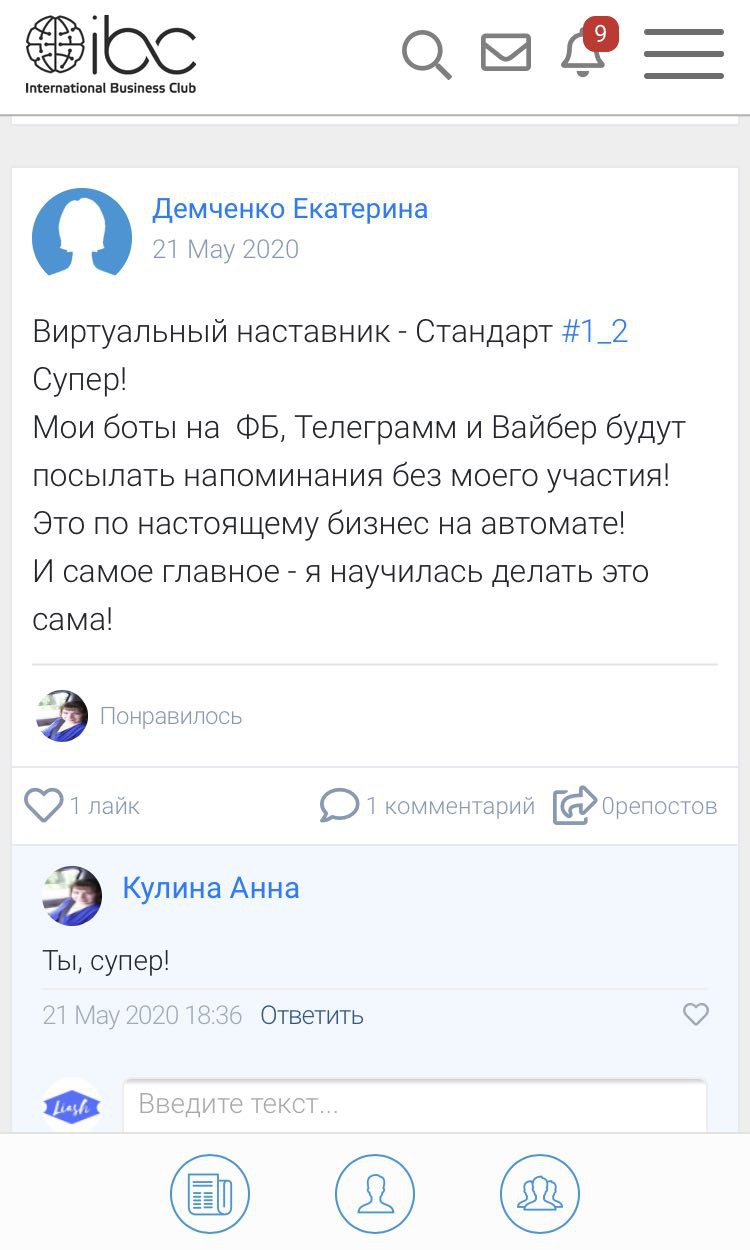 ibc
International Business Club
9
Демченко Екатерина
21 May 2020
Виртуальный наставник - Стандарт #1_2
Супер!
Мои боты на ФБ, Телеграмм и Вайбер будут
посылать напоминания без моего участия!
Это по настоящему бизнес на автомате!
И самое главное - я научилась делать это
сама!
Понравилось
1 лайк
1 комментарий
0репостов
Кулина Анна
Ты, супер!
21 May 2020 18:36 Ответить
Liash
Введите текст...